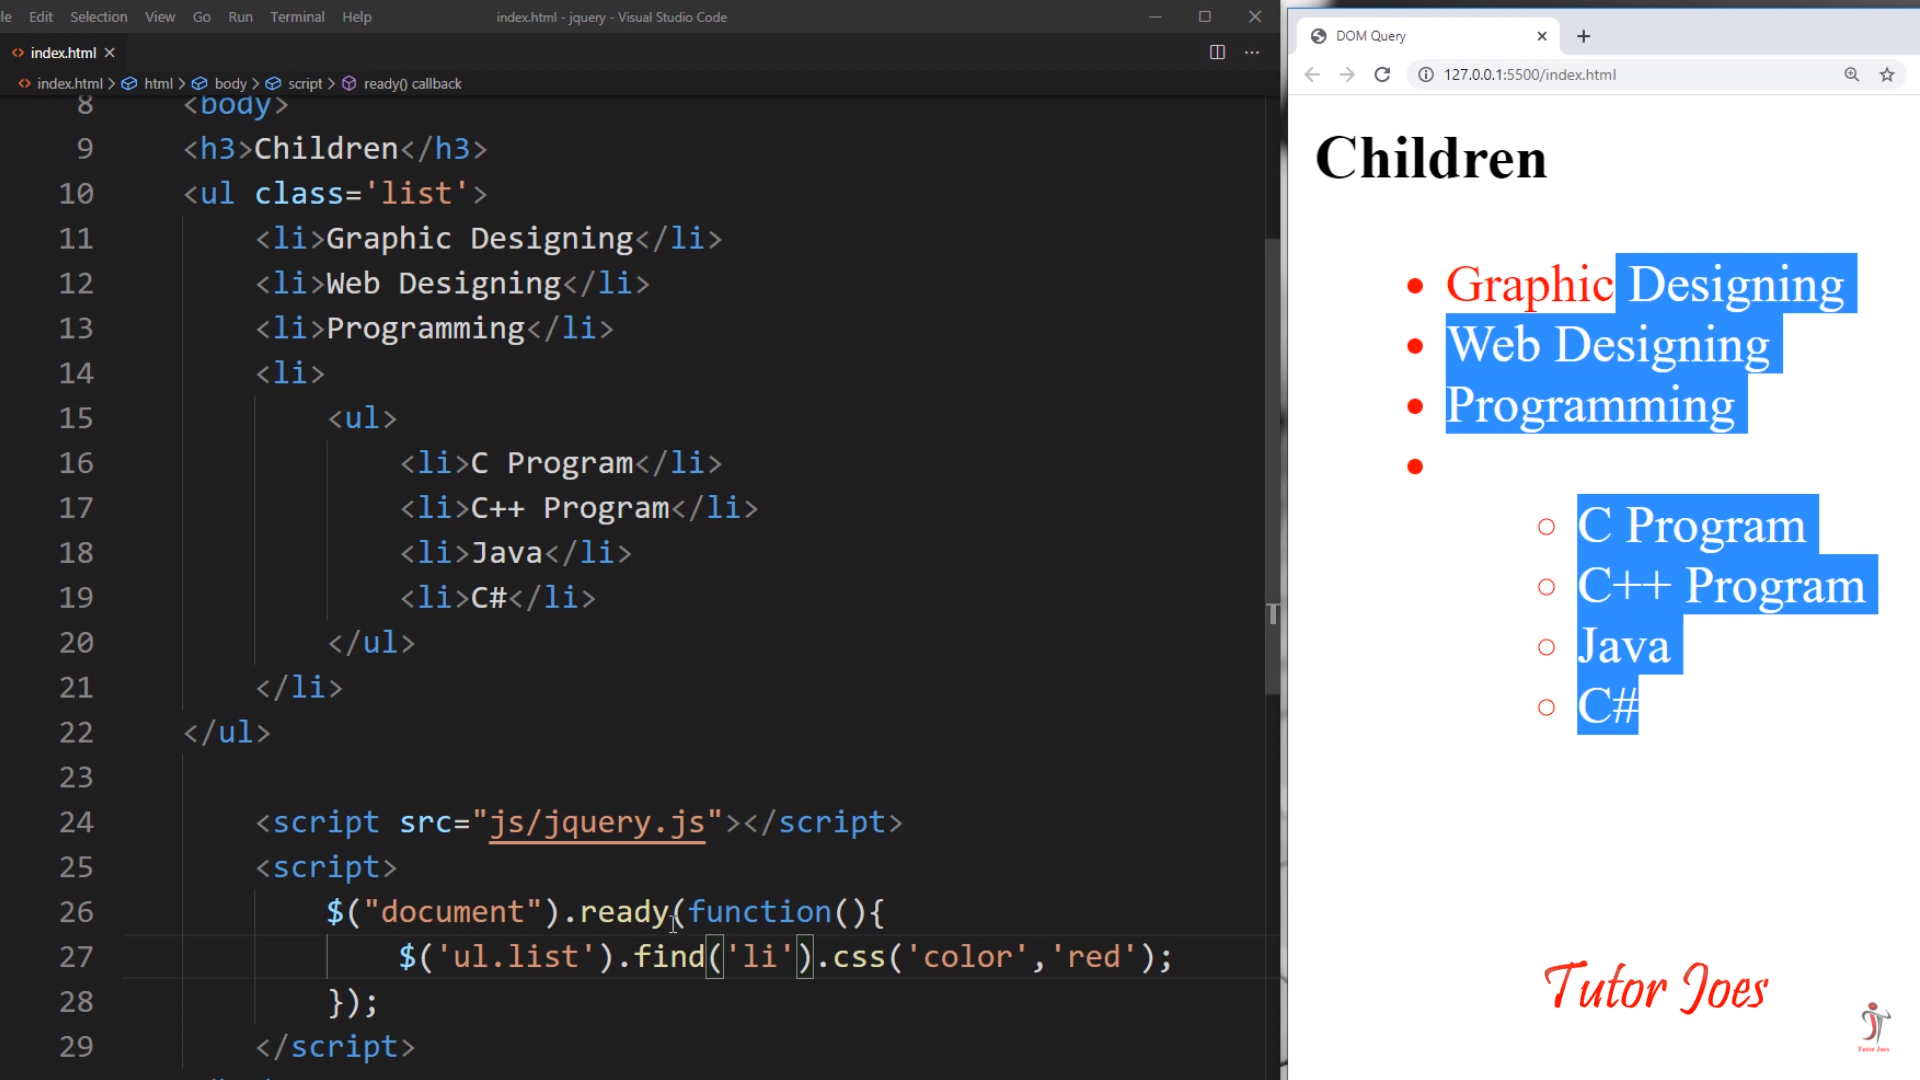 Edit Selection View Go Run Terminal Help index.html - jquery - Visual Studio Code
index.html
index.html > html > body > script > ready() callback
8 <body>
9 <h3>Children</h3>
10 <ul class='list'>
11 <li>Graphic Designing</li>
12 <li>Web Designing</li>
13 <li>Programming</li>
14 <li>
15 <ul>
16 <li>C Program</li>
17 <li>C++ Program</li>
18 <li>Java</li>
19 <li>C#</li>
20 </ul>
21 </li>
22 </ul>
23
24 <script src="js/jquery.js"></script>
25 <script>
26 $("document").ready(function(){
27 $('ul.list').find('li').css('color','red');
28 });
29 </script>
DOM Query
127.0.0.1:5500/index.html
Children
Graphic Designing
Web Designing
Programming
C Program
C++ Program
Java
C#
Tutor Joes
Tutor Joes